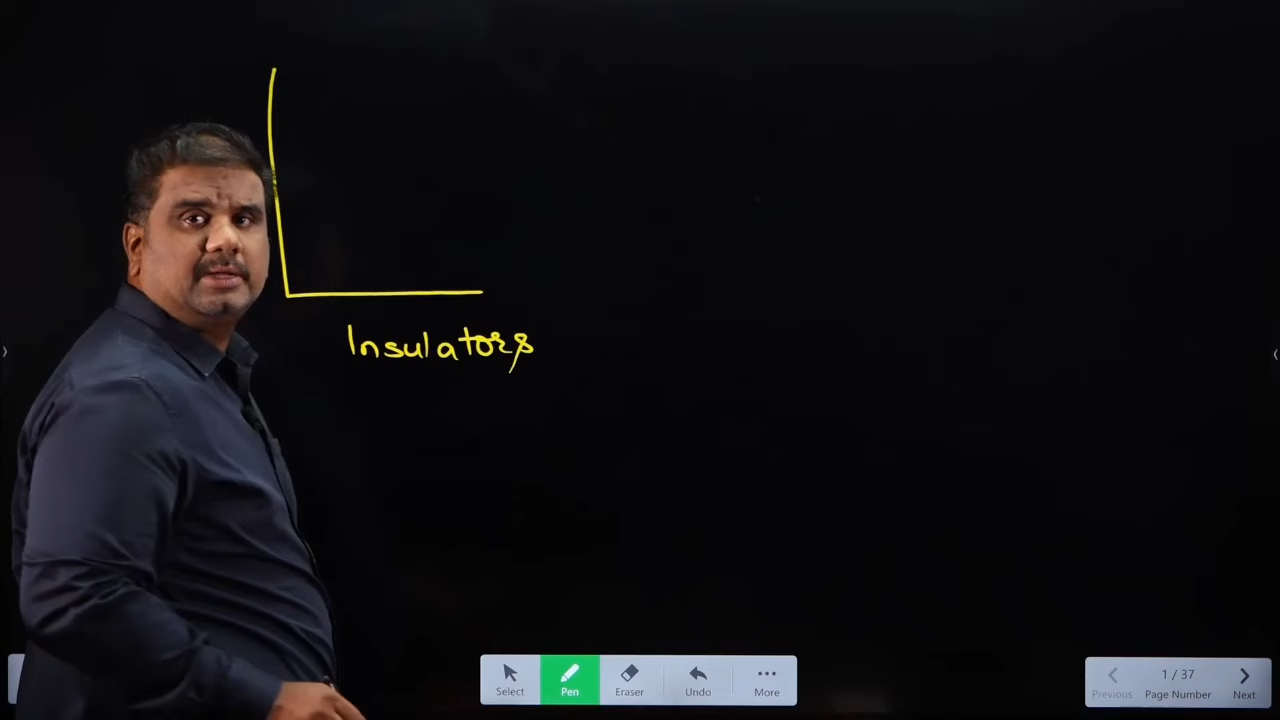 Insulators
Select Pen Eraser Undo More
1 / 37
Previous Page Number Next